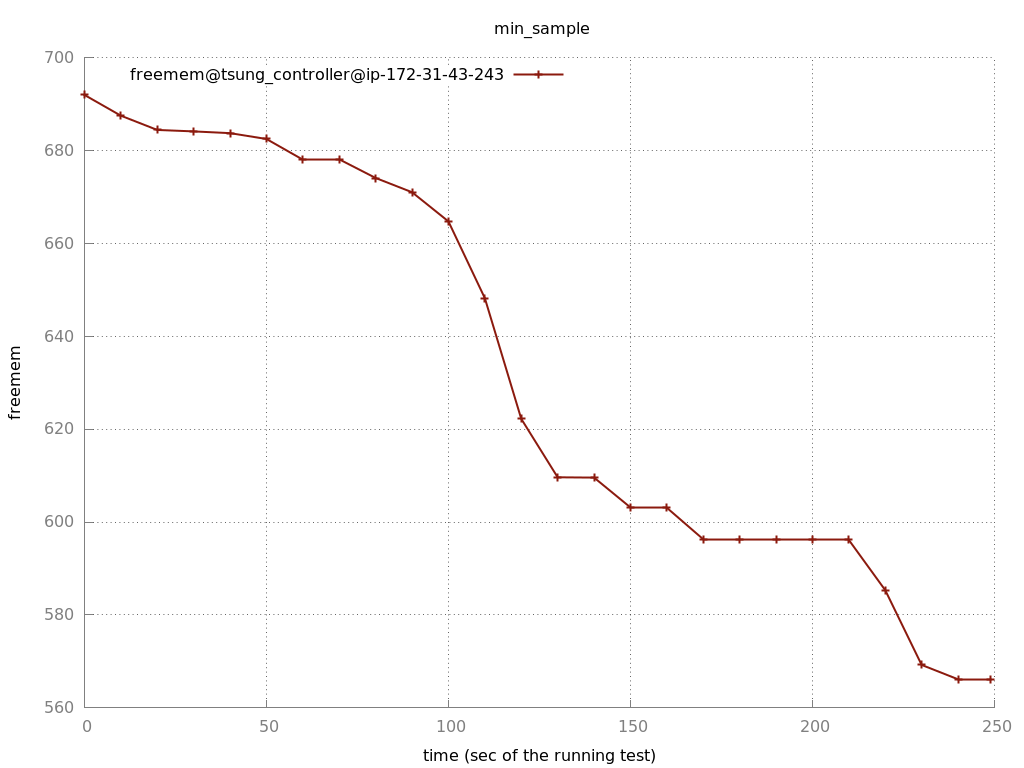 min_sample
700
freemem@tsung_controller@ip-172-31-43-243
680
660
640
620
600
580
560
freemem
0 50 100 150 200 250
time (sec of the running test)